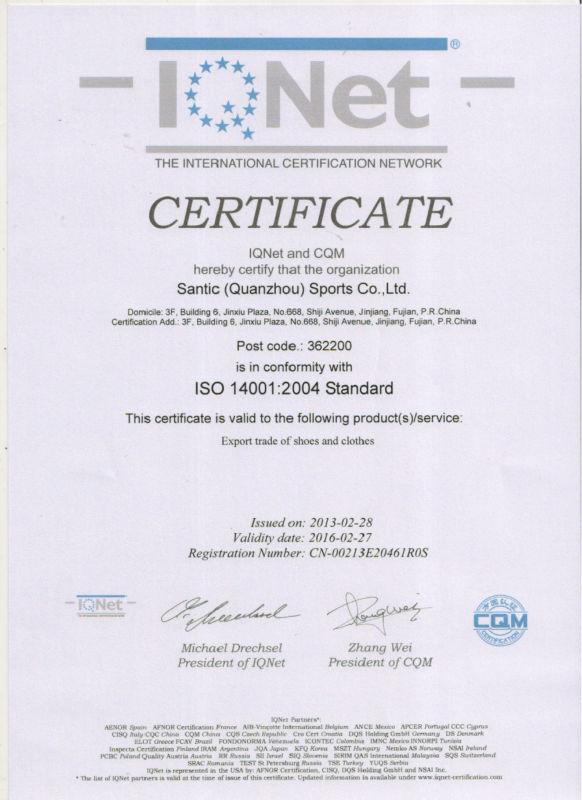 IQNet ®
THE INTERNATIONAL CERTIFICATION NETWORK
CERTIFICATE
IQNet and CQM
hereby certify that the organization
Santic (Quanzhou) Sports Co.,Ltd.
Domicile: 3F, Building 6, Jinxiu Plaza, No.668, Shiji Avenue, Jinjiang, Fujian, P.R.China
Certification Add.: 3F, Building 6, Jinxiu Plaza, No.668, Shiji Avenue, Jinjiang, Fujian, P.R.China
Post code.: 362200
is in conformity with
ISO 14001:2004 Standard
This certificate is valid to the following product(s)/service:
Export trade of shoes and clothes
Issued on: 2013-02-28
Validity date: 2016-02-27
Registration Number: CN-00213E20461R0S
IQNet
Zhang Wei
方圆认证
CQM
CERTIFICATION
Michael Drechsel
President of IQNet
Zhang Wei
President of CQM
IQNet Partners*:
AENOR Spain AFNOR Certification France AIB-Vinçotte International Belgium ANCE Mexico APCER Portugal CCC Cyprus
CISQ Italy CQC China CQM China CQS Czech Republic Cro Cert Croatia DQS Holding GmbH Germany DS Denmark
ELOT Greece FCAV Brazil FONDONORMA Venezuela ICONTEC Colombia IMNC Mexico INNORPI Tunisia
Inspecta Certification Finland IRAM Argentina JQA Japan KFQ Korea MSZT Hungary Nemko AS Norway NSAI Ireland
PCBC Poland Quality Austria Austria RR Russia SII Israel SIQ Slovenia SIRIM QAS International Malaysia SQS Switzerland
SRAC Romania TEST St Petersburg Russia TSE Turkey YUQS Serbia
IQNet is represented in the USA by: AFNOR Certification, CISQ, DQS Holding GmbH and NSAI Inc.
* The list of IQNet partners is valid at the time of issue of this certificate. Updated information is available under www.iqnet-certification.com